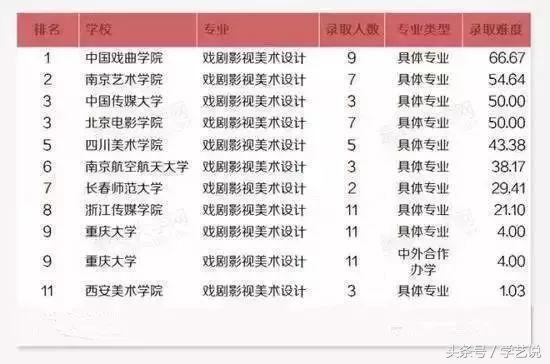 排名 学校 专业 录取人数 专业类型 录取难度
1 中国戏曲学院 戏剧影视美术设计 9 具体专业 66.67
2 南京艺术学院 戏剧影视美术设计 7 具体专业 54.64
3 中国传媒大学 戏剧影视美术设计 3 具体专业 50.00
3 北京电影学院 戏剧影视美术设计 7 具体专业 50.00
5 四川美术学院 戏剧影视美术设计 5 具体专业 43.38
6 南京航空航天大学 戏剧影视美术设计 3 具体专业 38.17
7 长春师范大学 戏剧影视美术设计 2 具体专业 29.41
8 浙江传媒学院 戏剧影视美术设计 11 具体专业 21.10
9 重庆大学 戏剧影视美术设计 11 具体专业 4.00
9 重庆大学 戏剧影视美术设计 11 中外合作办学 4.00
11 西安美术学院 戏剧影视美术设计 3 具体专业 1.03
头条号 / 学艺说